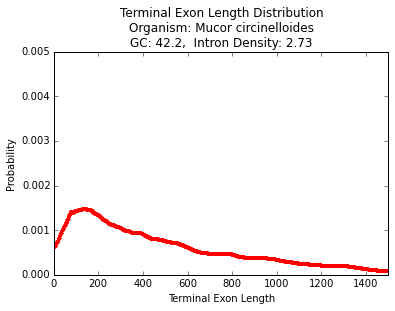 Terminal Exon Length Distribution
Organism: Mucor circinelloides
GC: 42.2,  Intron Density: 2.73
0.005
0.004
0.003
0.002
0.001
0.000
Probability
0 200 400 600 800 1000 1200 1400
Terminal Exon Length